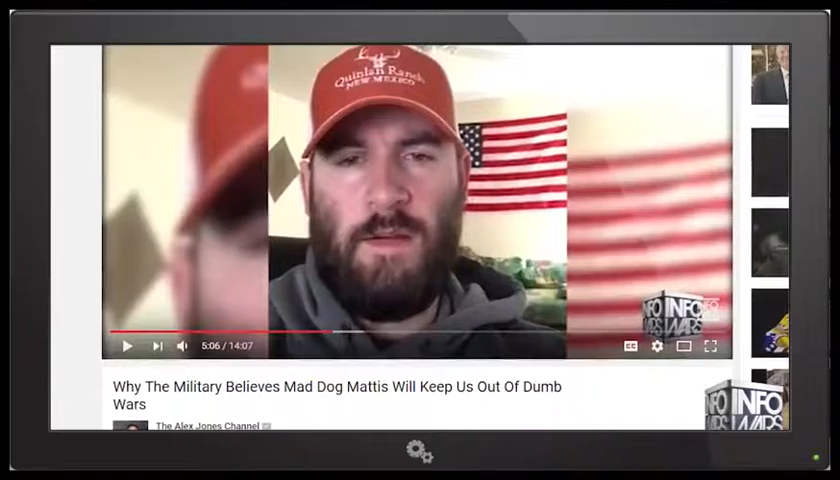 Quinlan Ranch
NEW MEXICO
INFO
WARS
5:06 / 14:07
CC
Why The Military Believes Mad Dog Mattis Will Keep Us Out Of Dumb
Wars
The Alex Jones Channel
INFO
WARS